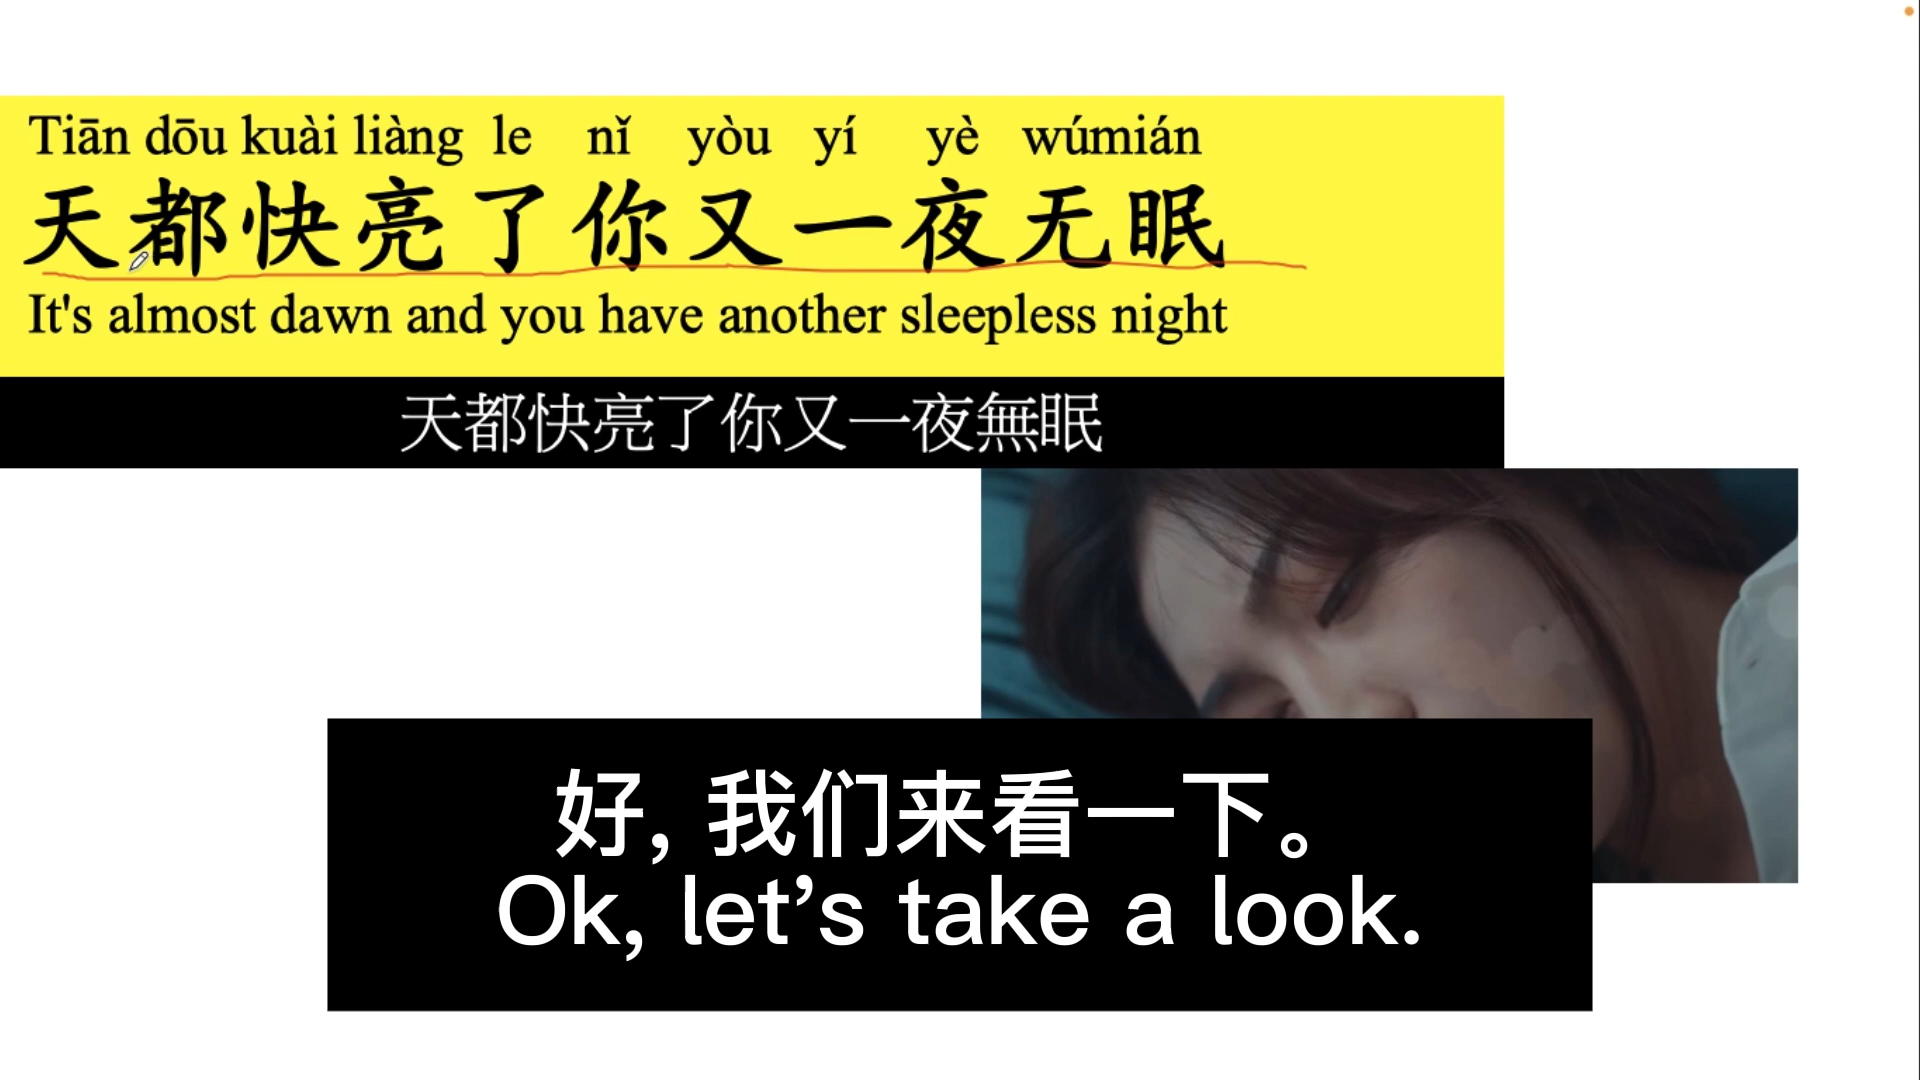 Tiān dōu kuài liàng le nǐ yòu yí yè wúmián
天都快亮了你又一夜无眠
It's almost dawn and you have another sleepless night
天都快亮了你又一夜無眠
好, 我们来看一下。
Ok, let’s take a look.